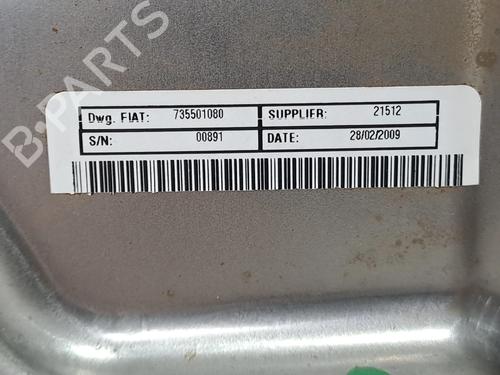 B-PARTS
Dwg. FIAT: 735501080 SUPPLIER: 21512
S/N: 00891 DATE: 28/02/2009